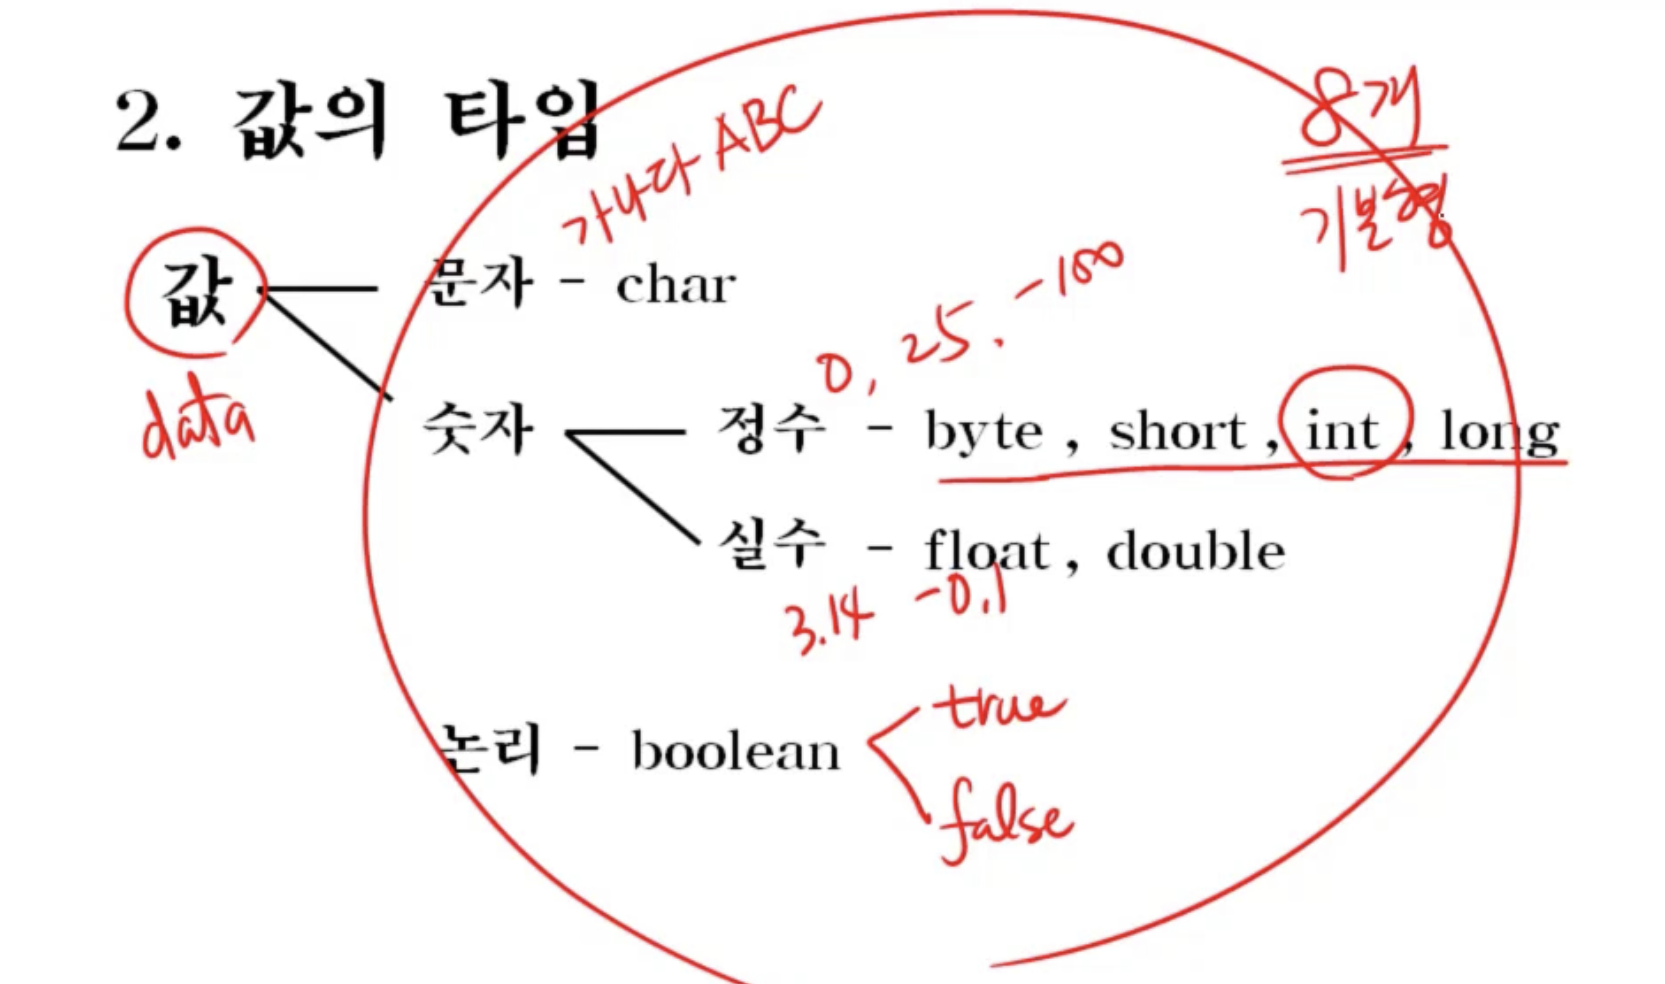 2. 값의 타입
8개
기본형
가나다 ABC
값
문자 - char
data
0, 25. -100
숫자
정수 - byte , short , int , long
실수 - float , double
3.14 -0.1
논리 - boolean
true
false